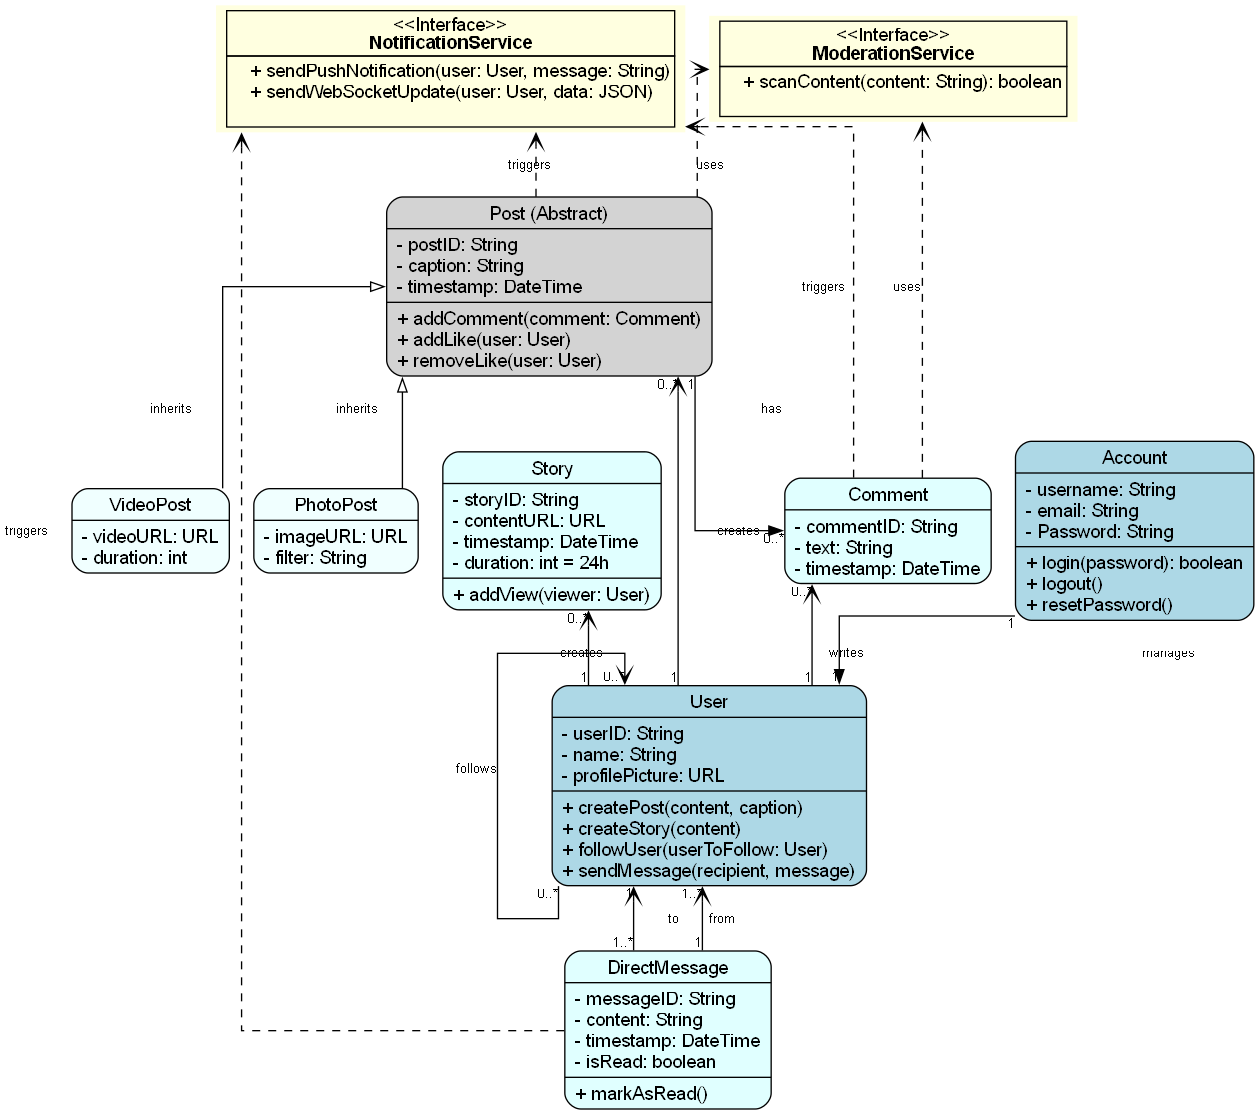 <<Interface>>
NotificationService
+ sendPushNotification(user: User, message: String)
+ sendWebSocketUpdate(user: User, data: JSON)
<<Interface>>
ModerationService
+ scanContent(content: String): boolean
triggers
uses
Post (Abstract)
- postID: String
- caption: String
- timestamp: DateTime
+ addComment(comment: Comment)
+ addLike(user: User)
+ removeLike(user: User)
triggers
uses
0..*
1
inherits
inherits
has
VideoPost
- videoURL: URL
- duration: int
PhotoPost
- imageURL: URL
- filter: String
triggers
Story
- storyID: String
- contentURL: URL
- timestamp: DateTime
- duration: int = 24h
+ addView(viewer: User)
creates
0..*
Comment
- commentID: String
- text: String
- timestamp: DateTime
Account
- username: String
- email: String
- Password: String
+ login(password): boolean
+ logout()
+ resetPassword()
0..*
0..*
1
creates
writes
manages
1
0..*
1
1
1
User
- userID: String
- name: String
- profilePicture: URL
+ createPost(content, caption)
+ createStory(content)
+ followUser(userToFollow: User)
+ sendMessage(recipient, message)
follows
0..*
1
1..*
to
from
1..*
1
DirectMessage
- messageID: String
- content: String
- timestamp: DateTime
- isRead: boolean
+ markAsRead()